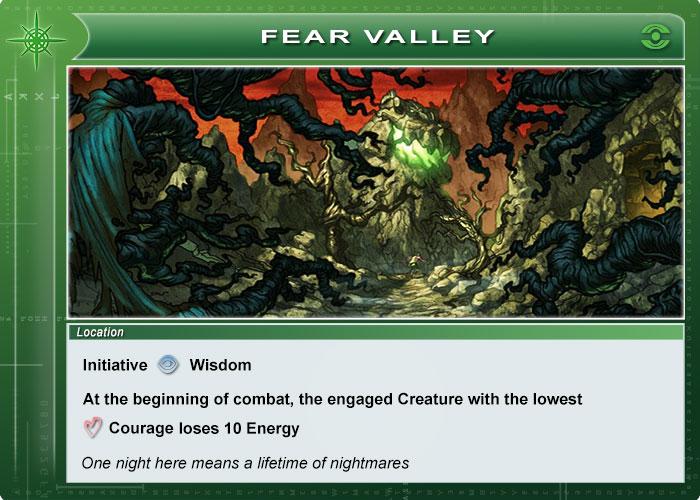 FEAR VALLEY
Location
Initiative Wisdom
At the beginning of combat, the engaged Creature with the lowest
Courage loses 10 Energy
One night here means a lifetime of nightmares